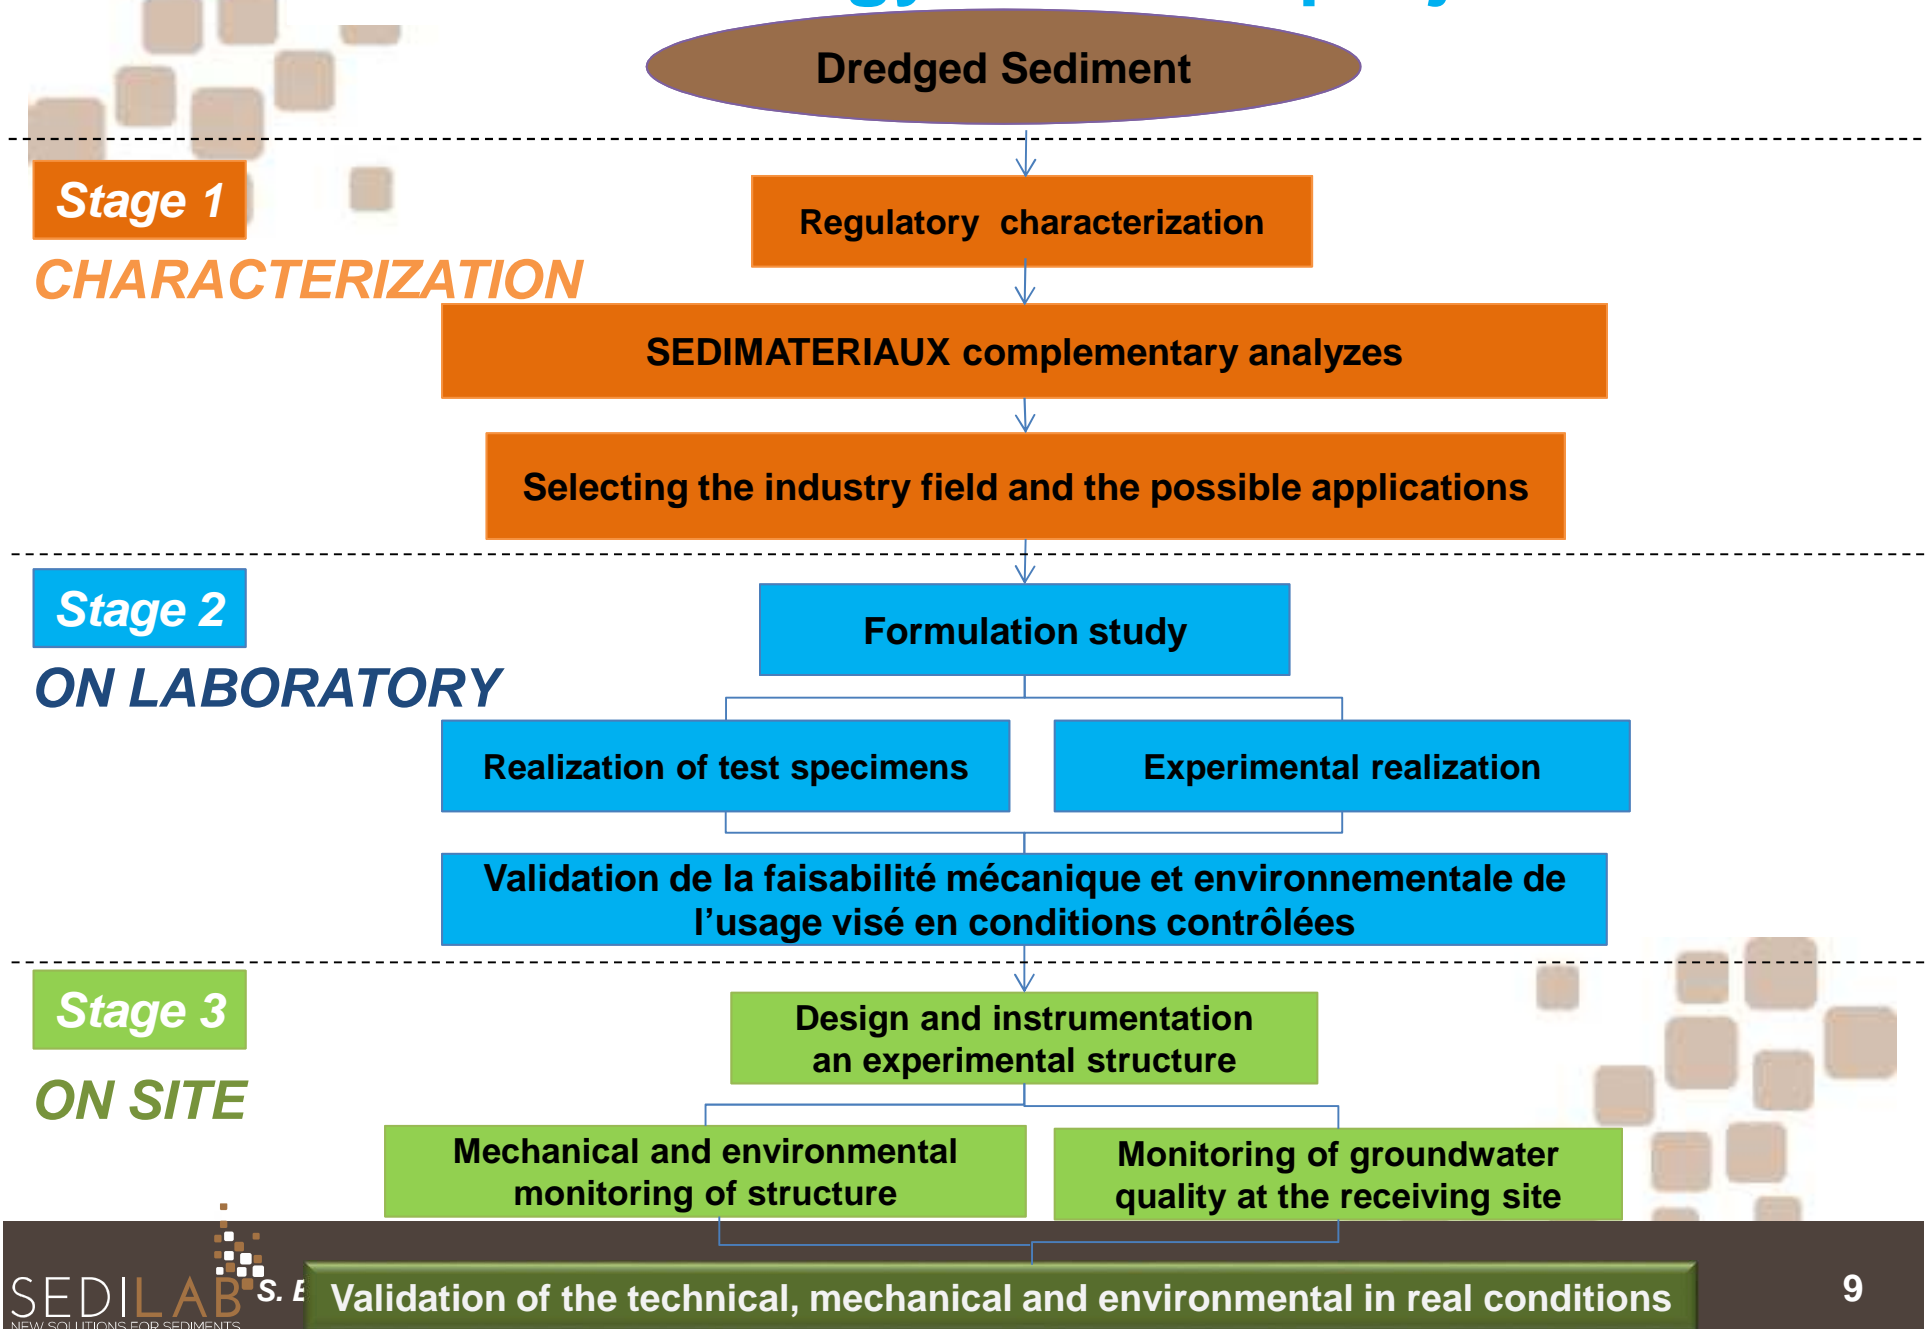 Dredged Sediment
Stage 1
CHARACTERIZATION
Regulatory characterization
SEDIMATERIAUX complementary analyzes
Selecting the industry field and the possible applications
Stage 2
ON LABORATORY
Formulation study
Realization of test specimens
Experimental realization
Validation de la faisabilité mécanique et environnementale de
l’usage visé en conditions contrôlées
Stage 3
ON SITE
Design and instrumentation
an experimental structure
Mechanical and environmental
monitoring of structure
Monitoring of groundwater
quality at the receiving site
Validation of the technical, mechanical and environmental in real conditions
SEDILAB
NEW SOLUTIONS FOR SEDIMENTS
S.
9